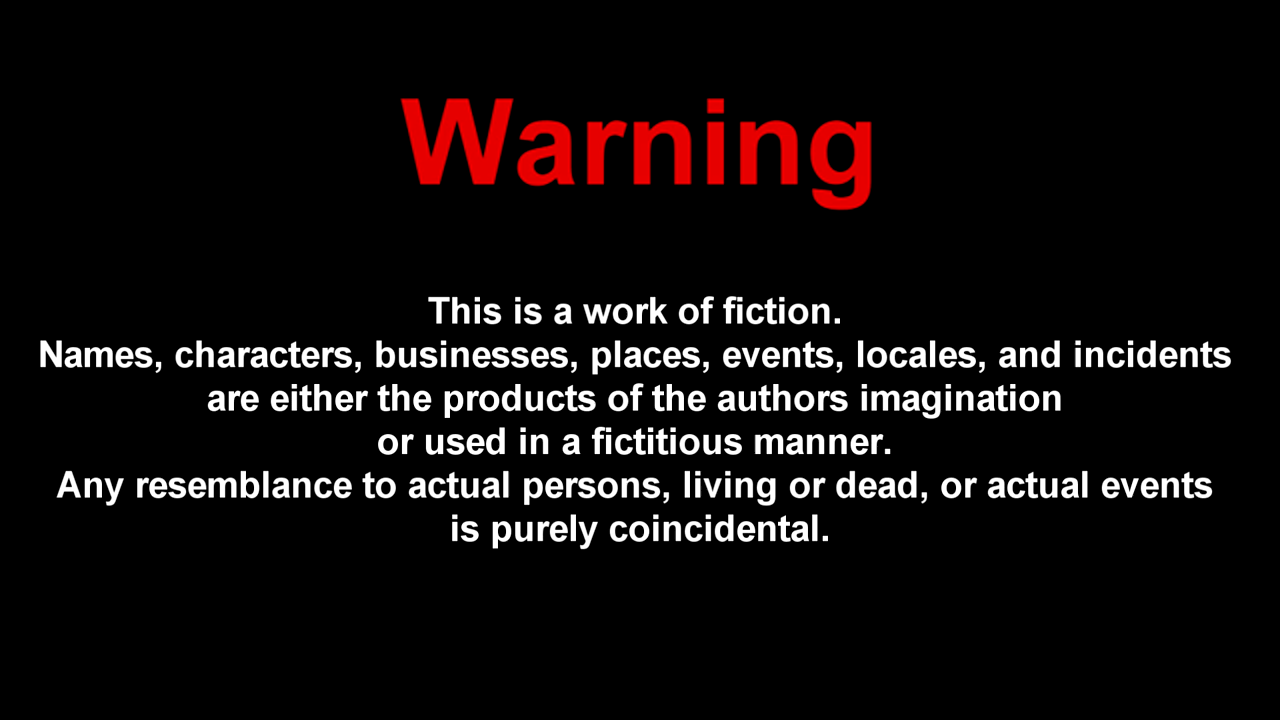 Warning
This is a work of fiction.
Names, characters, businesses, places, events, locales, and incidents
are either the products of the authors imagination
or used in a fictitious manner.
Any resemblance to actual persons, living or dead, or actual events
is purely coincidental.